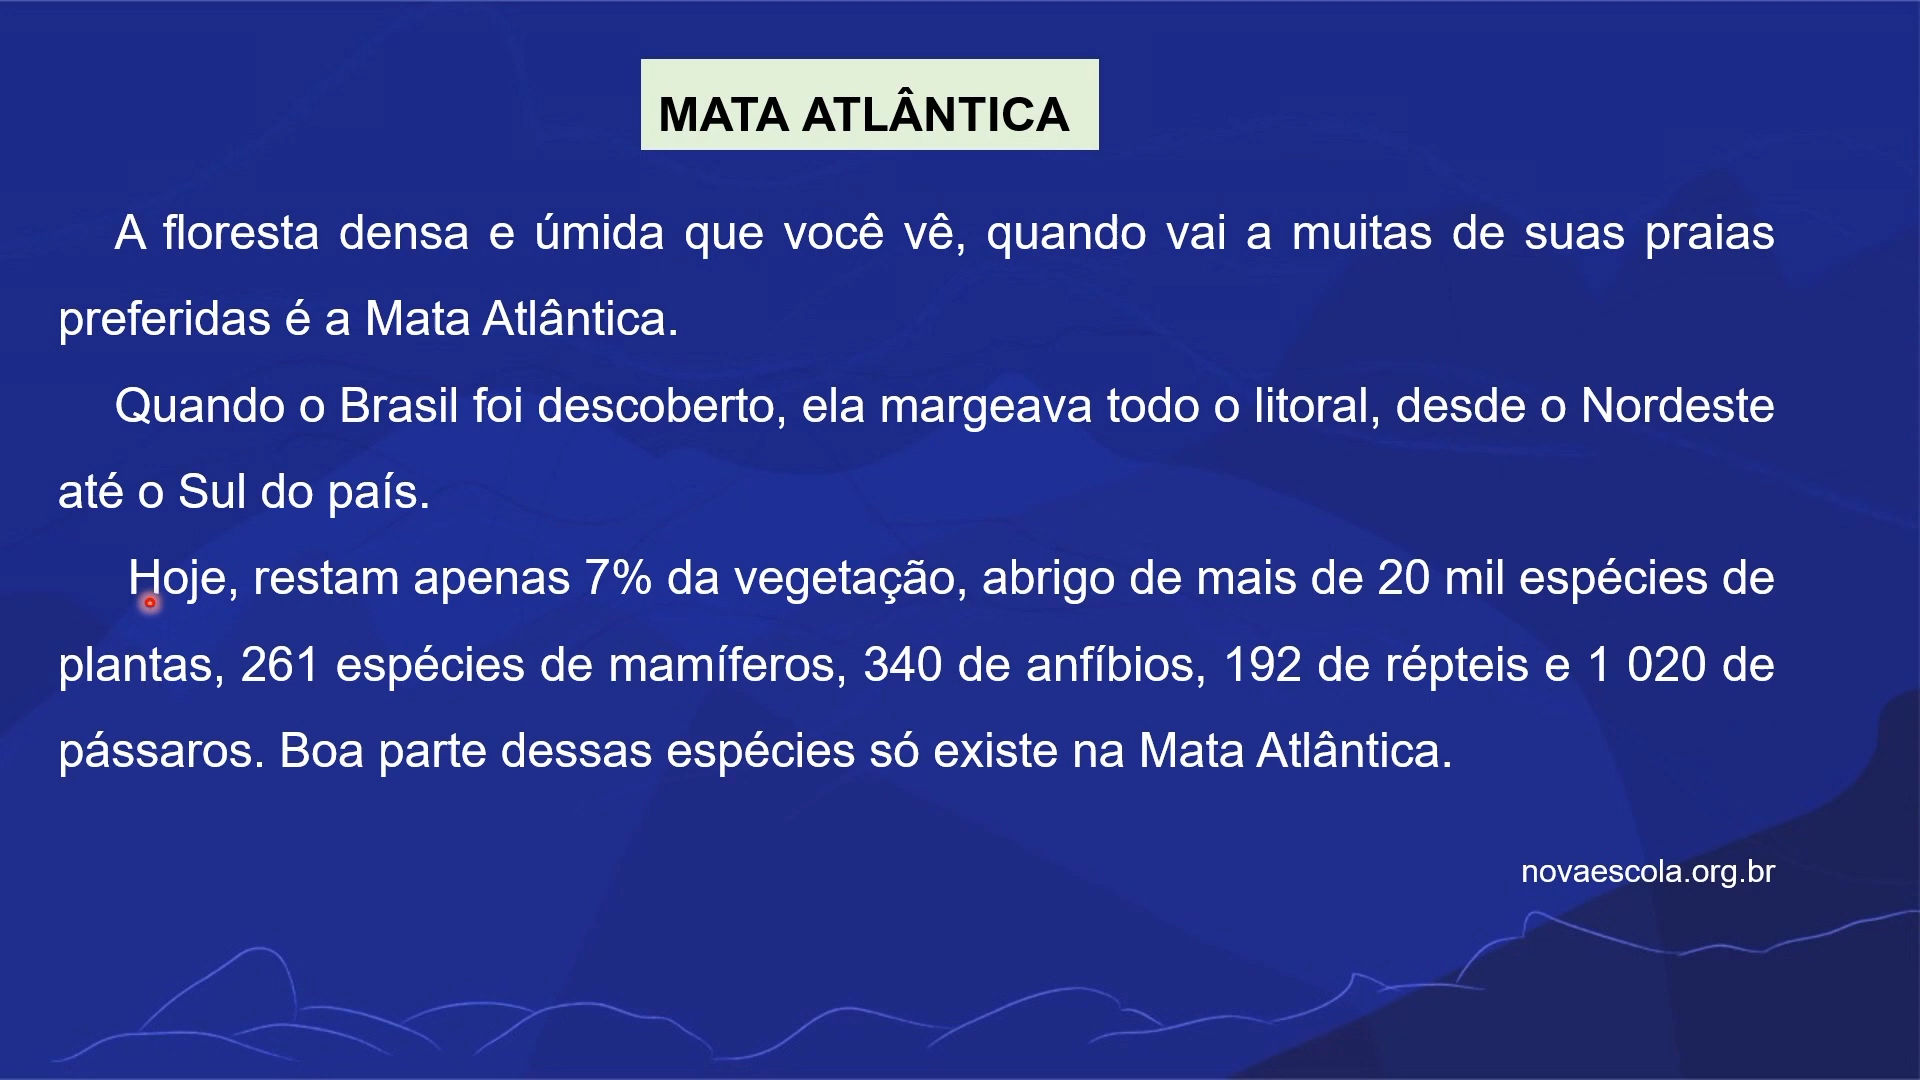 MATA ATLÂNTICA
A floresta densa e úmida que você vê, quando vai a muitas de suas praias
preferidas é a Mata Atlântica.
Quando o Brasil foi descoberto, ela margeava todo o litoral, desde o Nordeste
até o Sul do país.
Hoje, restam apenas 7% da vegetação, abrigo de mais de 20 mil espécies de
plantas, 261 espécies de mamíferos, 340 de anfíbios, 192 de répteis e 1 020 de
pássaros. Boa parte dessas espécies só existe na Mata Atlântica.
novaescola.org.br